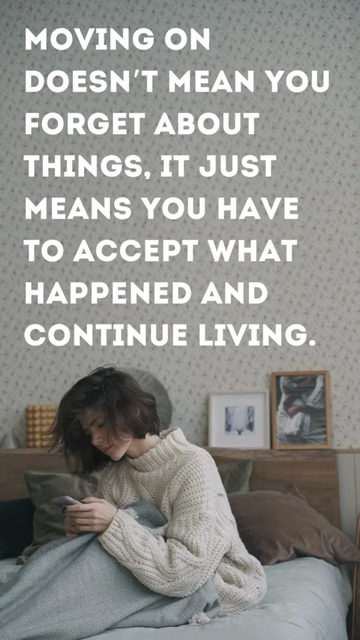 MOVING ON
DOESN'T MEAN YOU
FORGET ABOUT
THINGS, IT JUST
MEANS YOU HAVE
TO ACCEPT WHAT
HAPPENED AND
CONTINUE LIVING.